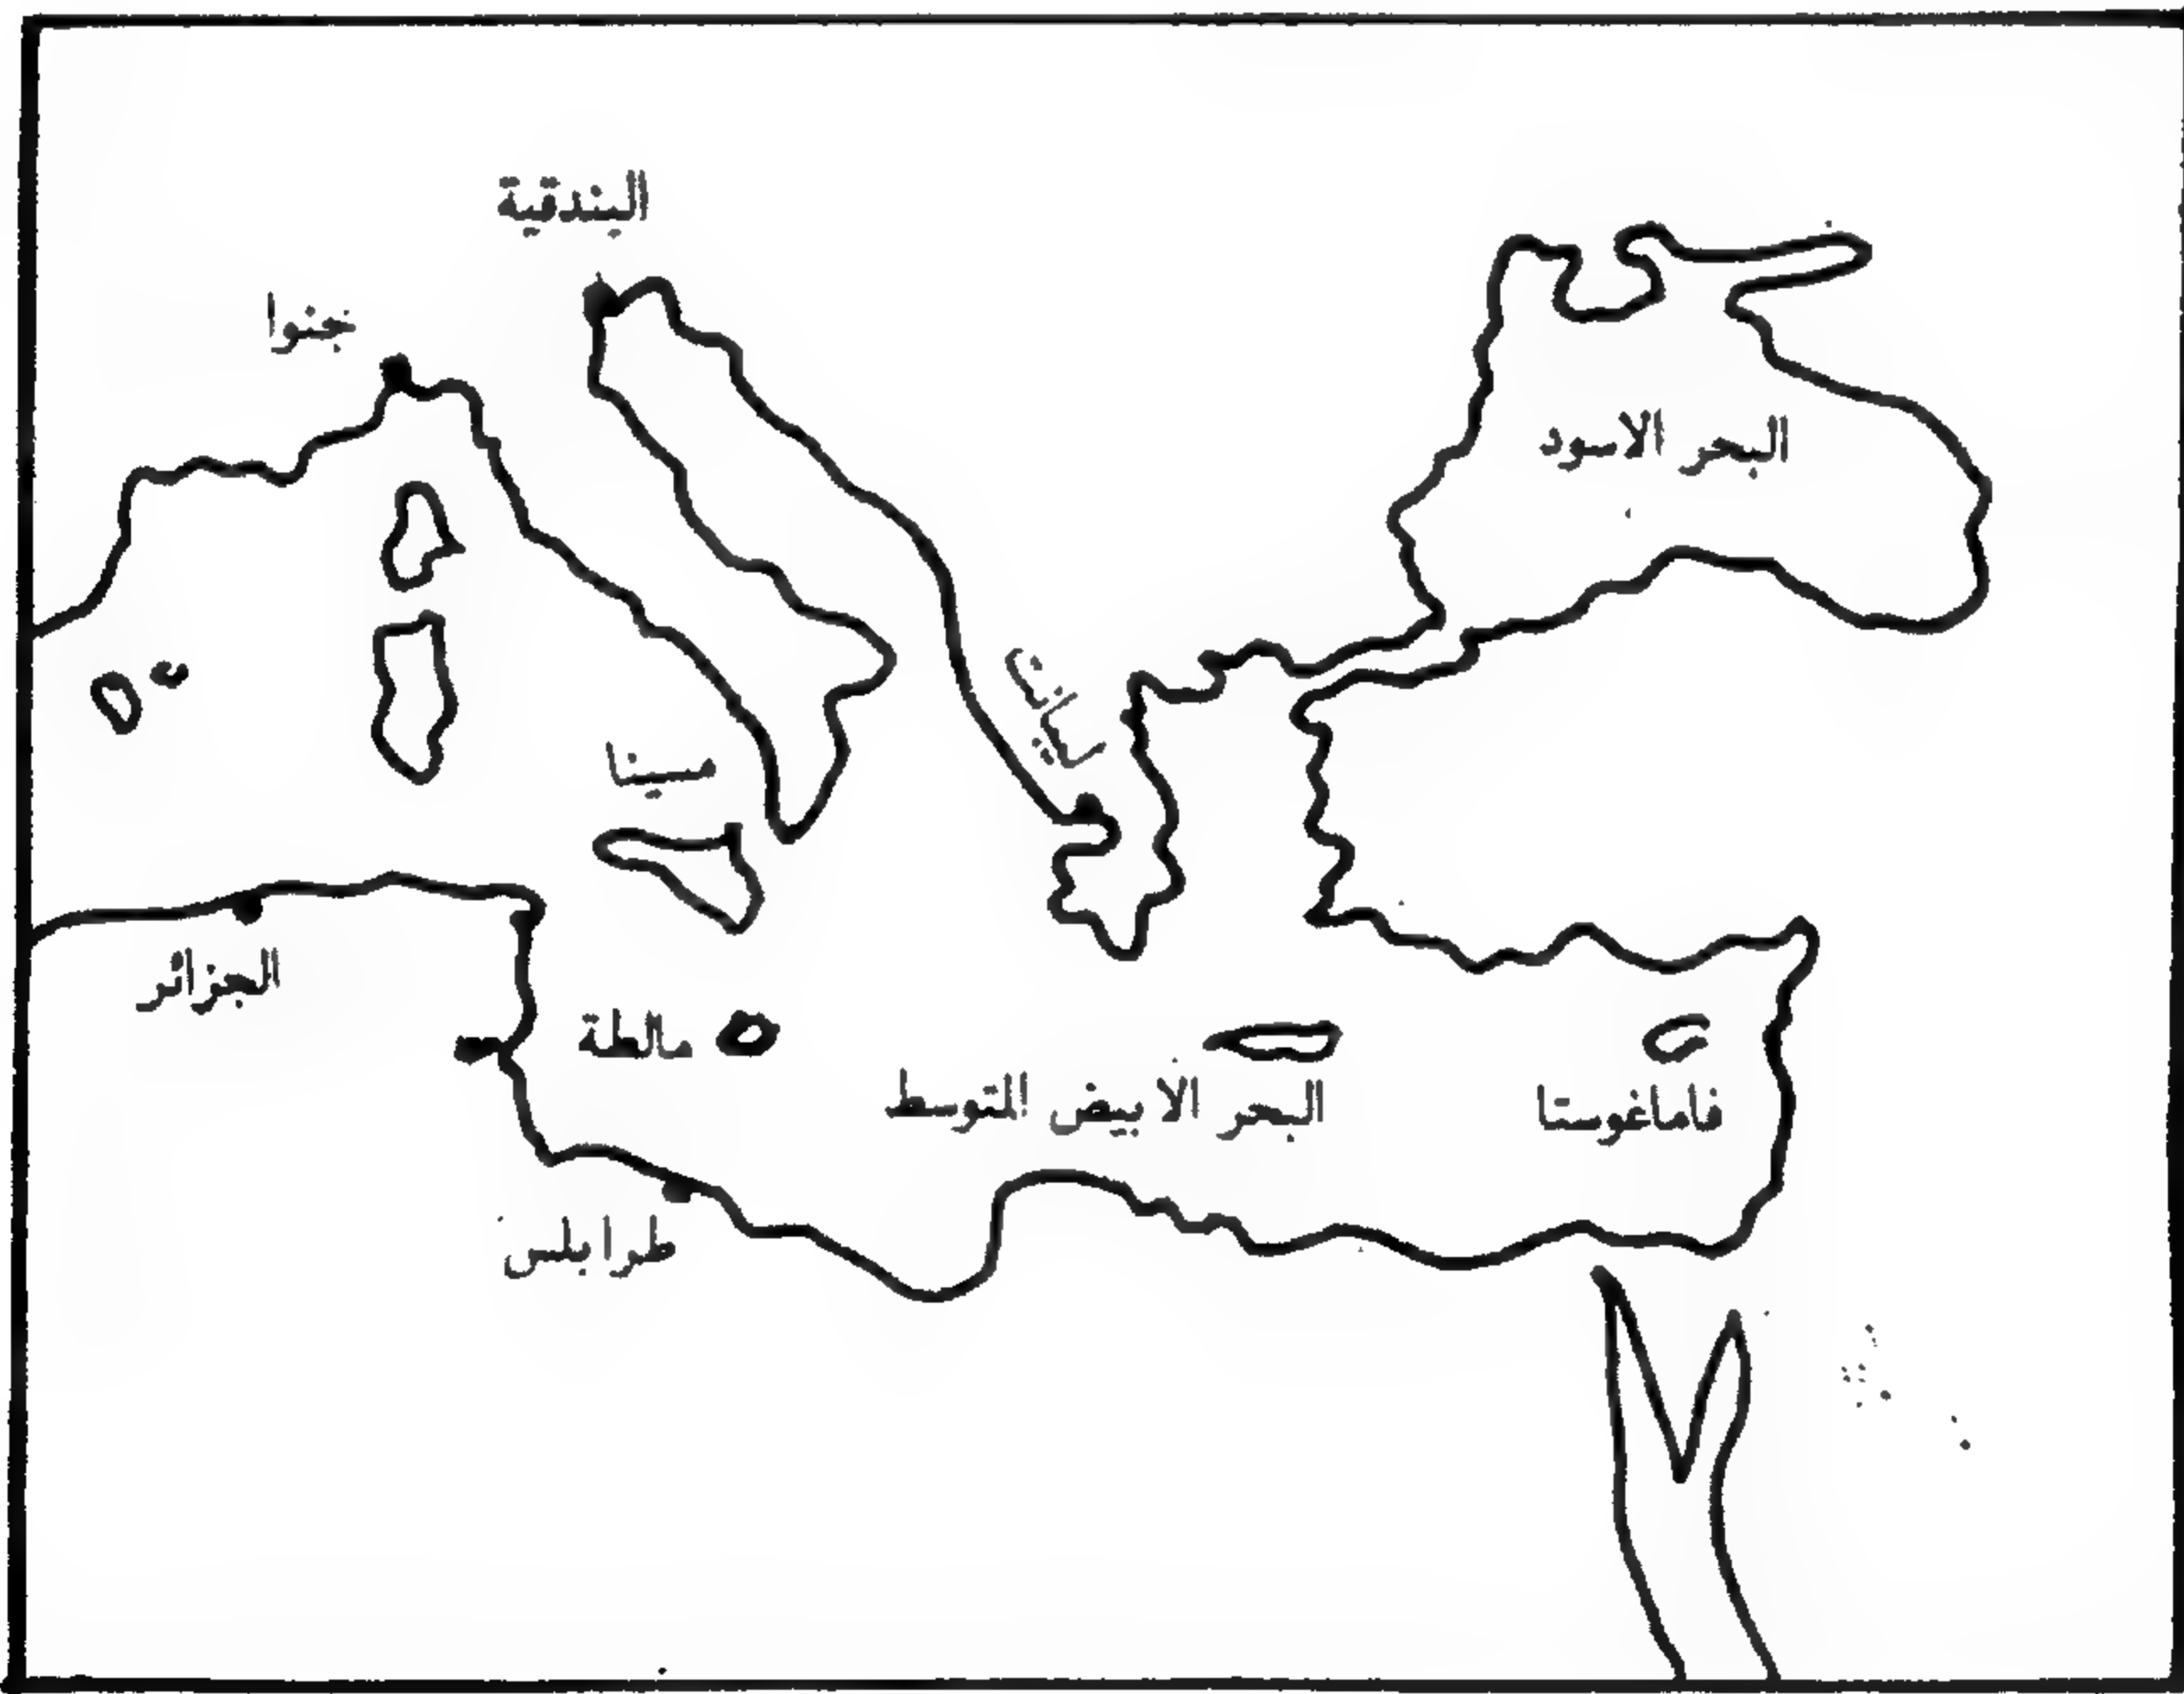 البندقية
جنوا
البحر الاسود
مسينا
الجزائر
مالطة
البحر الابيض المتوسط
فاماغوستا
طرابلس